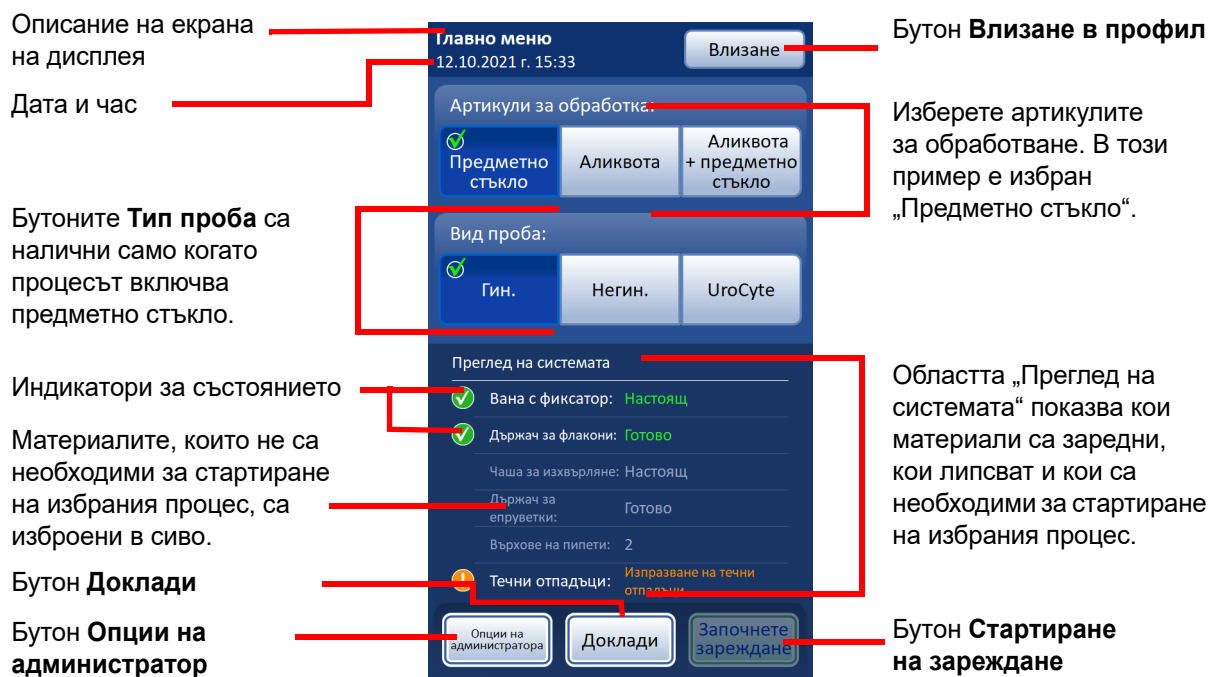 Описание на екрана
на дисплея
Дата и час
Бутоните Тип проба са
налични само когато
процесът включва
предметно стъкло.
Индикатори за състоянието
Материалите, които не са
необходими за стартиране
на избрания процес, са
изброени в сиво.
Бутон Доклади
Бутон Опции на
администратор
Главно меню
12.10.2021 г. 15:33
Влизане
Артикули за обработка:
Предметно
стъкло
Аликвота
Аликвота
+ предметно
стъкло
Вид проба:
Гин.
Негин.
UroCyte
Преглед на системата
Вана с фиксатор: Настоящ
Държач за флакони: Готово
Чаша за изхвърляне: Настоящ
Държач за
епруветки:
Готово
Върхове на пипети: 2
Течни отпадъци:
Изпразване на течни
отпадъци
Опции на
администратора
Доклади
Започнете
зареждане
Бутон Влизане в профил
Изберете артикулите
за обработване. В този
пример е избран
„Предметно стъкло“.
Областта „Преглед на
системата“ показва кои
материали са заредни,
кои липсват и кои са
необходими за стартиране
на избрания процес.
Бутон Стартиране
на зареждане